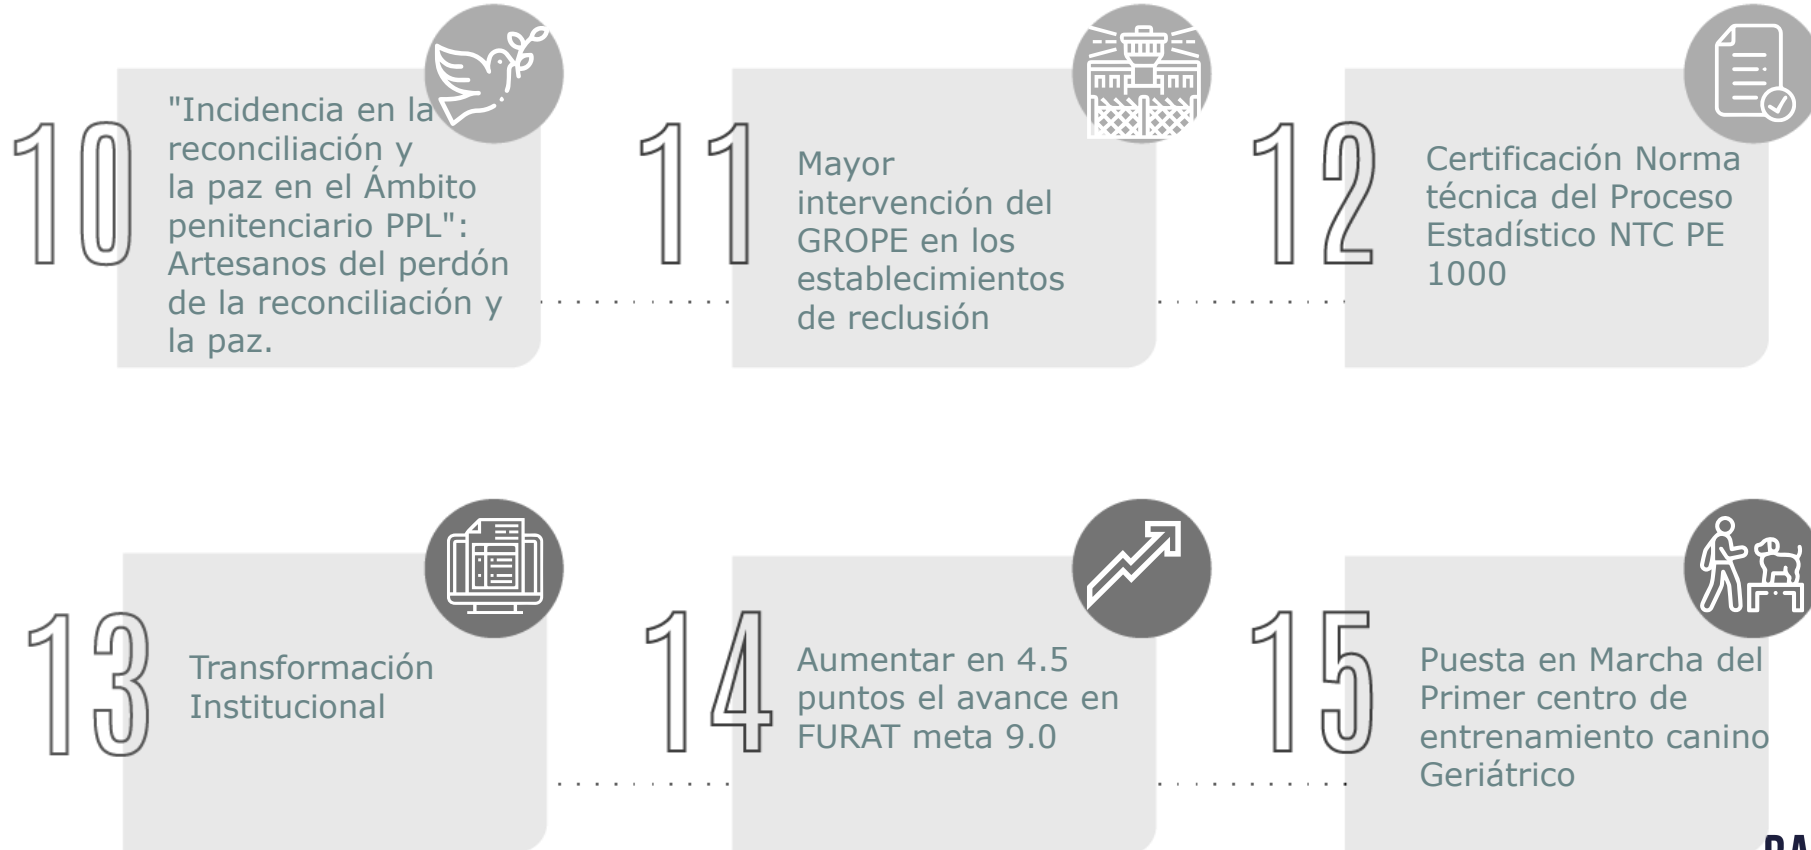 10
"Incidencia en la
reconciliación y
la paz en el Ámbito
penitenciario PPL":
Artesanos del perdón
de la reconciliación y
la paz.
11
Mayor
intervención del
GROPE en los
establecimientos
de reclusión
12
Certificación Norma
técnica del Proceso
Estadístico NTC PE
1000
13
Transformación
Institucional
14
Aumentar en 4.5
puntos el avance en
FURAT meta 9.0
15
Puesta en Marcha del
Primer centro de
entrenamiento canino
Geriátrico